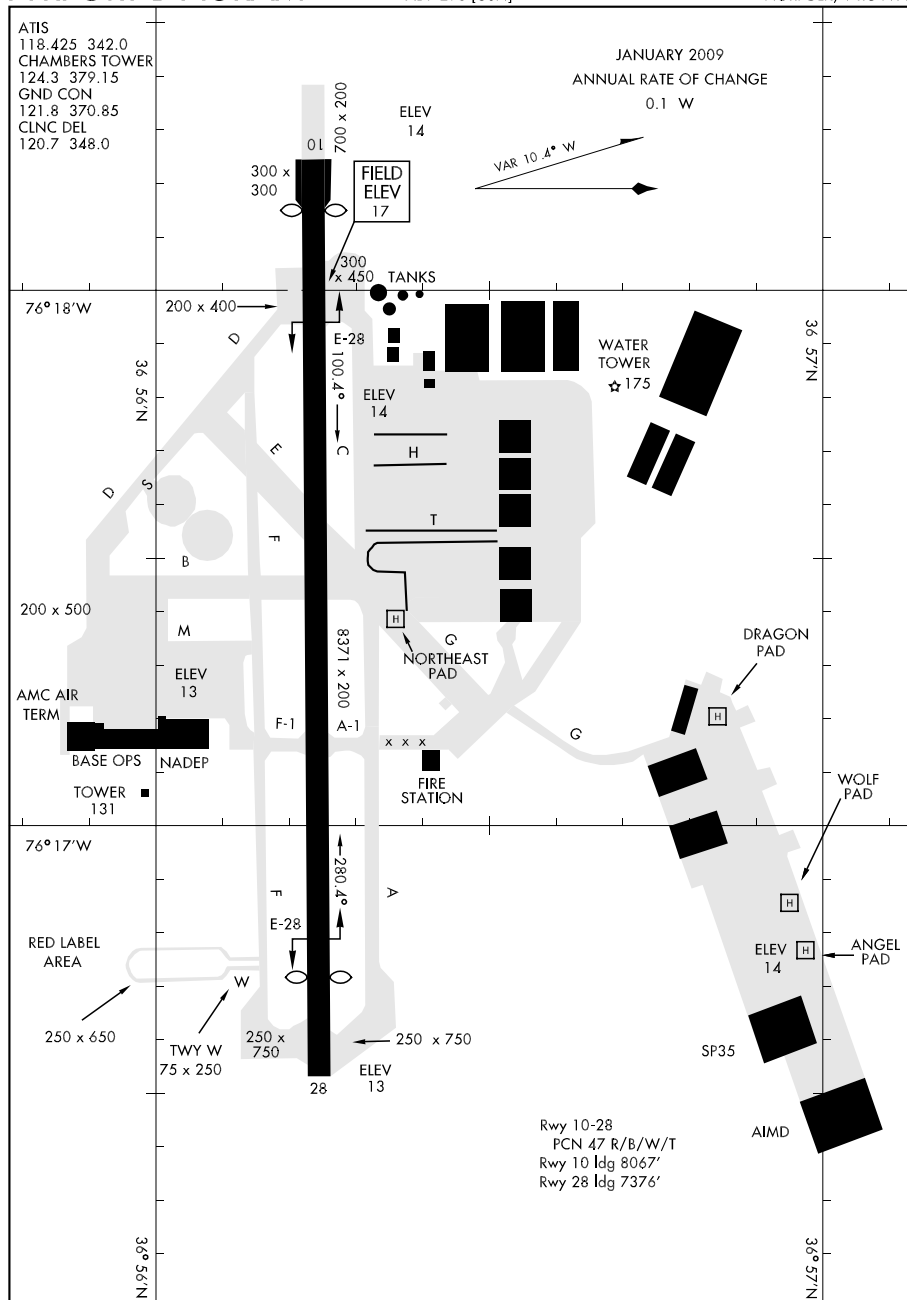 ATIS
118.425 342.0
CHAMBERS TOWER
124.3 379.15
GND CON
121.8 370.85
CLNC DEL
120.7 348.0
JANUARY 2009
ANNUAL RATE OF CHANGE
0.1 W
VAR 10.4° W
700 x 200
ELEV
14
10
300 x
300
FIELD
ELEV
17
300
x 450
TANKS
76° 18'W
200 x 400
D
E-28
100.4°
C
36 56'N
36 57'N
WATER
TOWER
175
ELEV
14
E
H
D
S
F
T
B
200 x 500
M
8371 x 200
H
G
NORTHEAST
PAD
DRAGON
PAD
H
ELEV
13
AMC AIR
TERM
F-1
A-1
x x x
G
BASE OPS
NADEP
FIRE
STATION
TOWER
131
WOLF
PAD
76° 17'W
280.4°
F
A
H
E-28
RED LABEL
AREA
ELEV
14
H
ANGEL
PAD
W
250 x 650
TWY W
75 x 250
250 x
750
250 x 750
SP35
28
ELEV
13
AIMD
Rwy 10-28
PCN 47 R/B/W/T
Rwy 10 ldg 8067'
Rwy 28 ldg 7376'
36° 56'N
36° 57'N